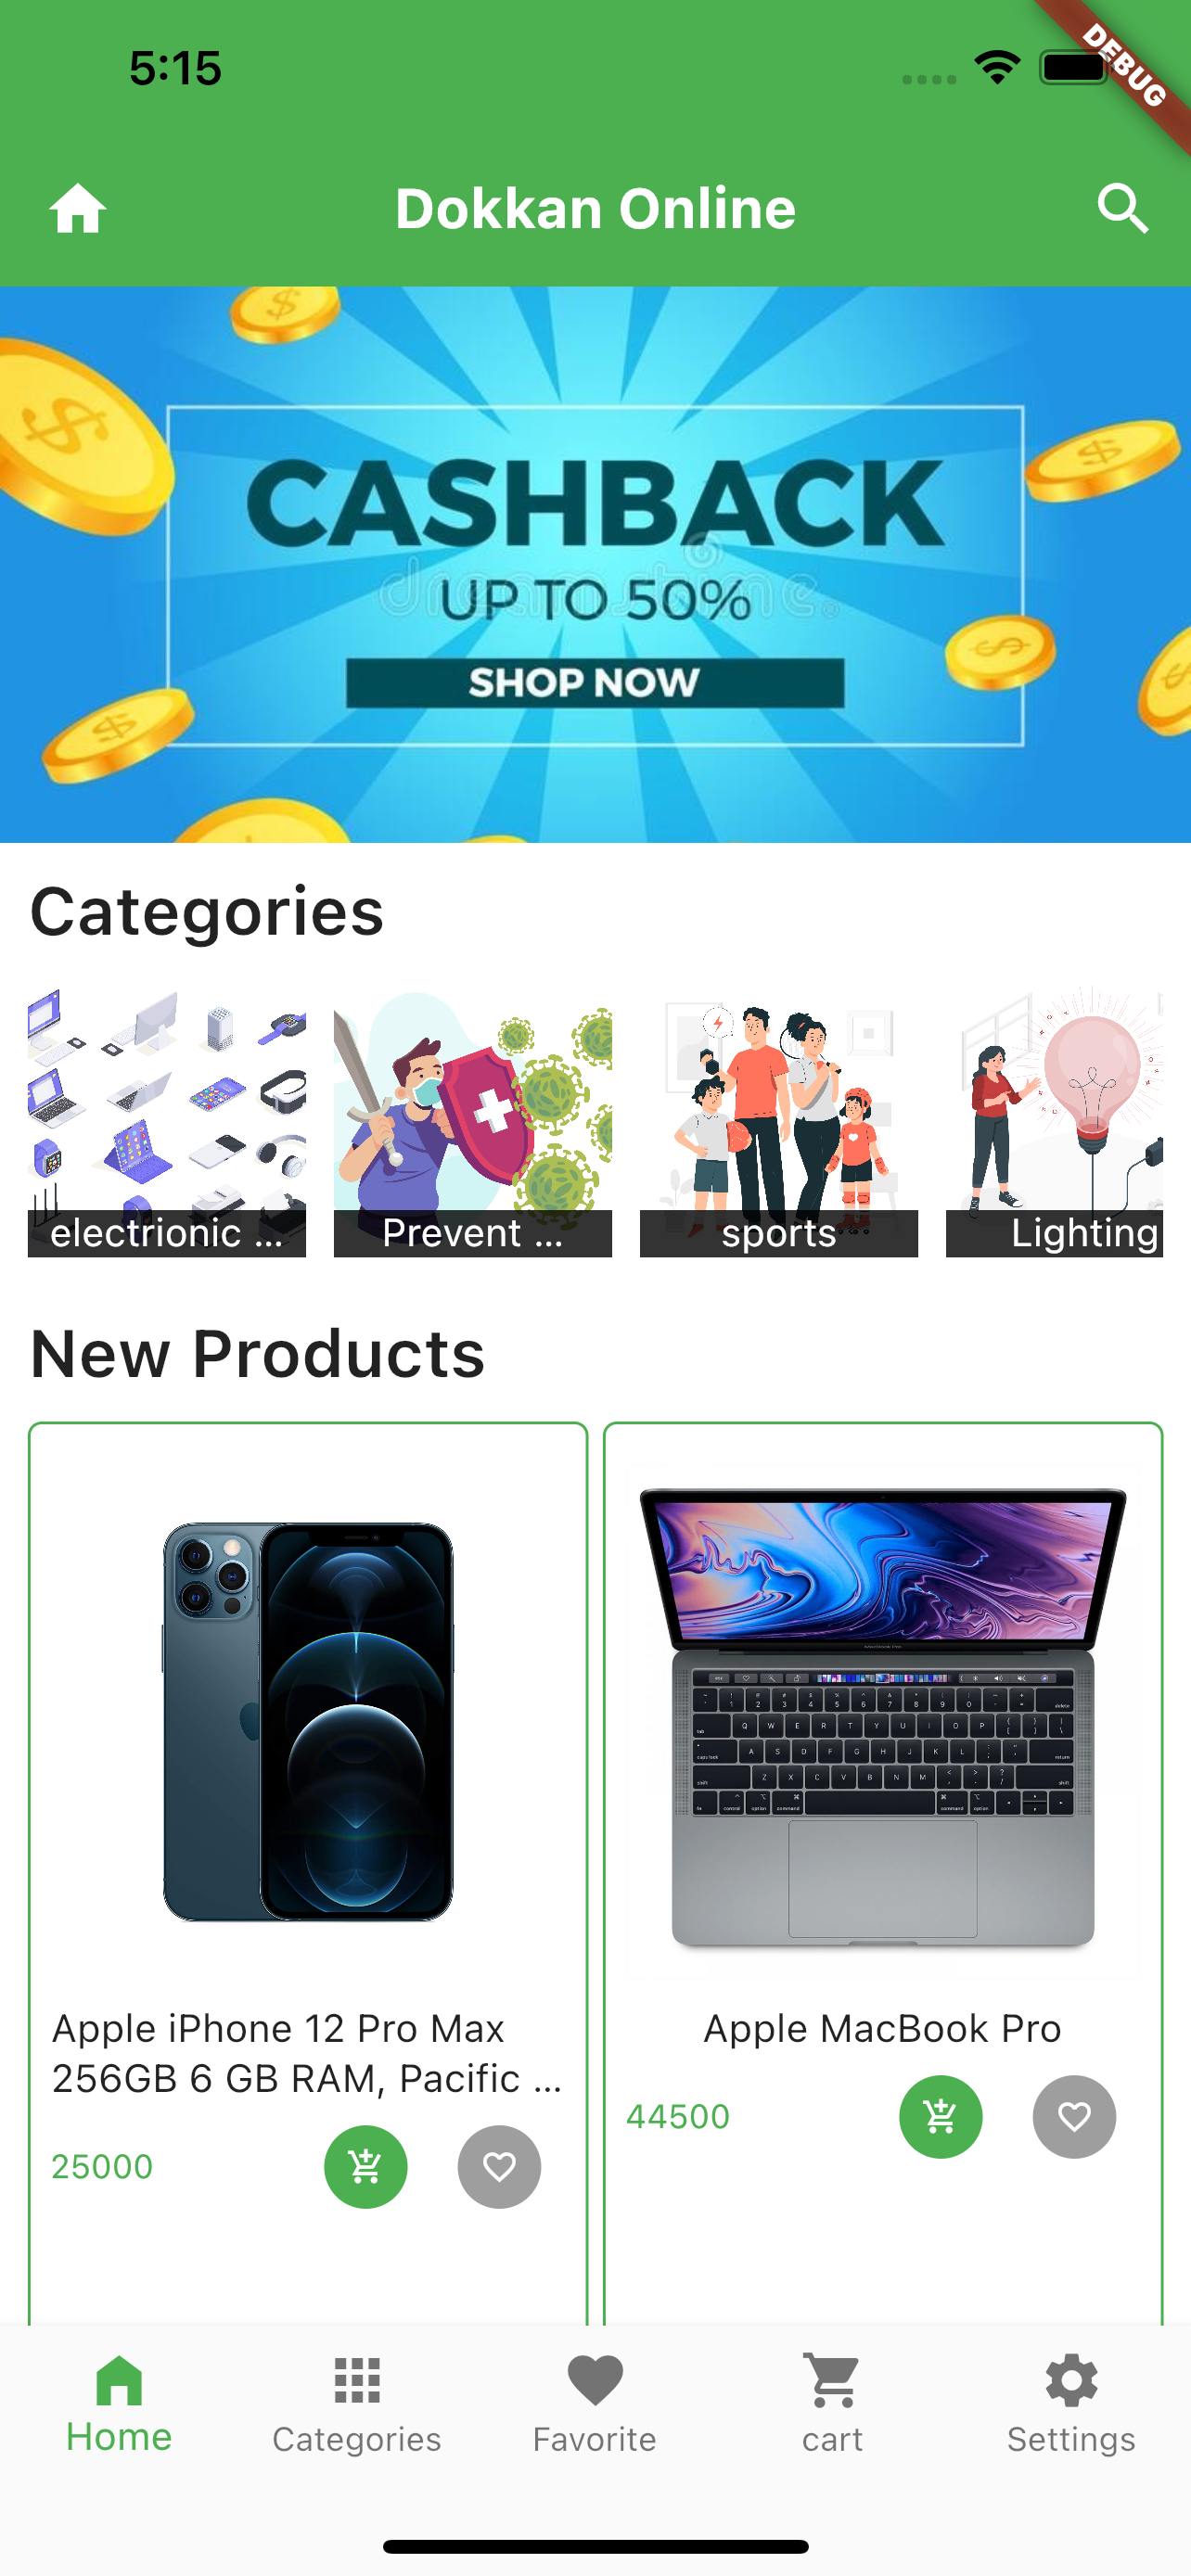 5:15
DEBUG
Dokkan Online
CASHBACK
dreamstime.
UP TO 50%
SHOP NOW
Categories
electrionic ...
Prevent ...
sports
Lighting
New Products
Apple iPhone 12 Pro Max
256GB 6 GB RAM, Pacific ...
25000
Apple MacBook Pro
44500
Home
Categories
Favorite
cart
Settings